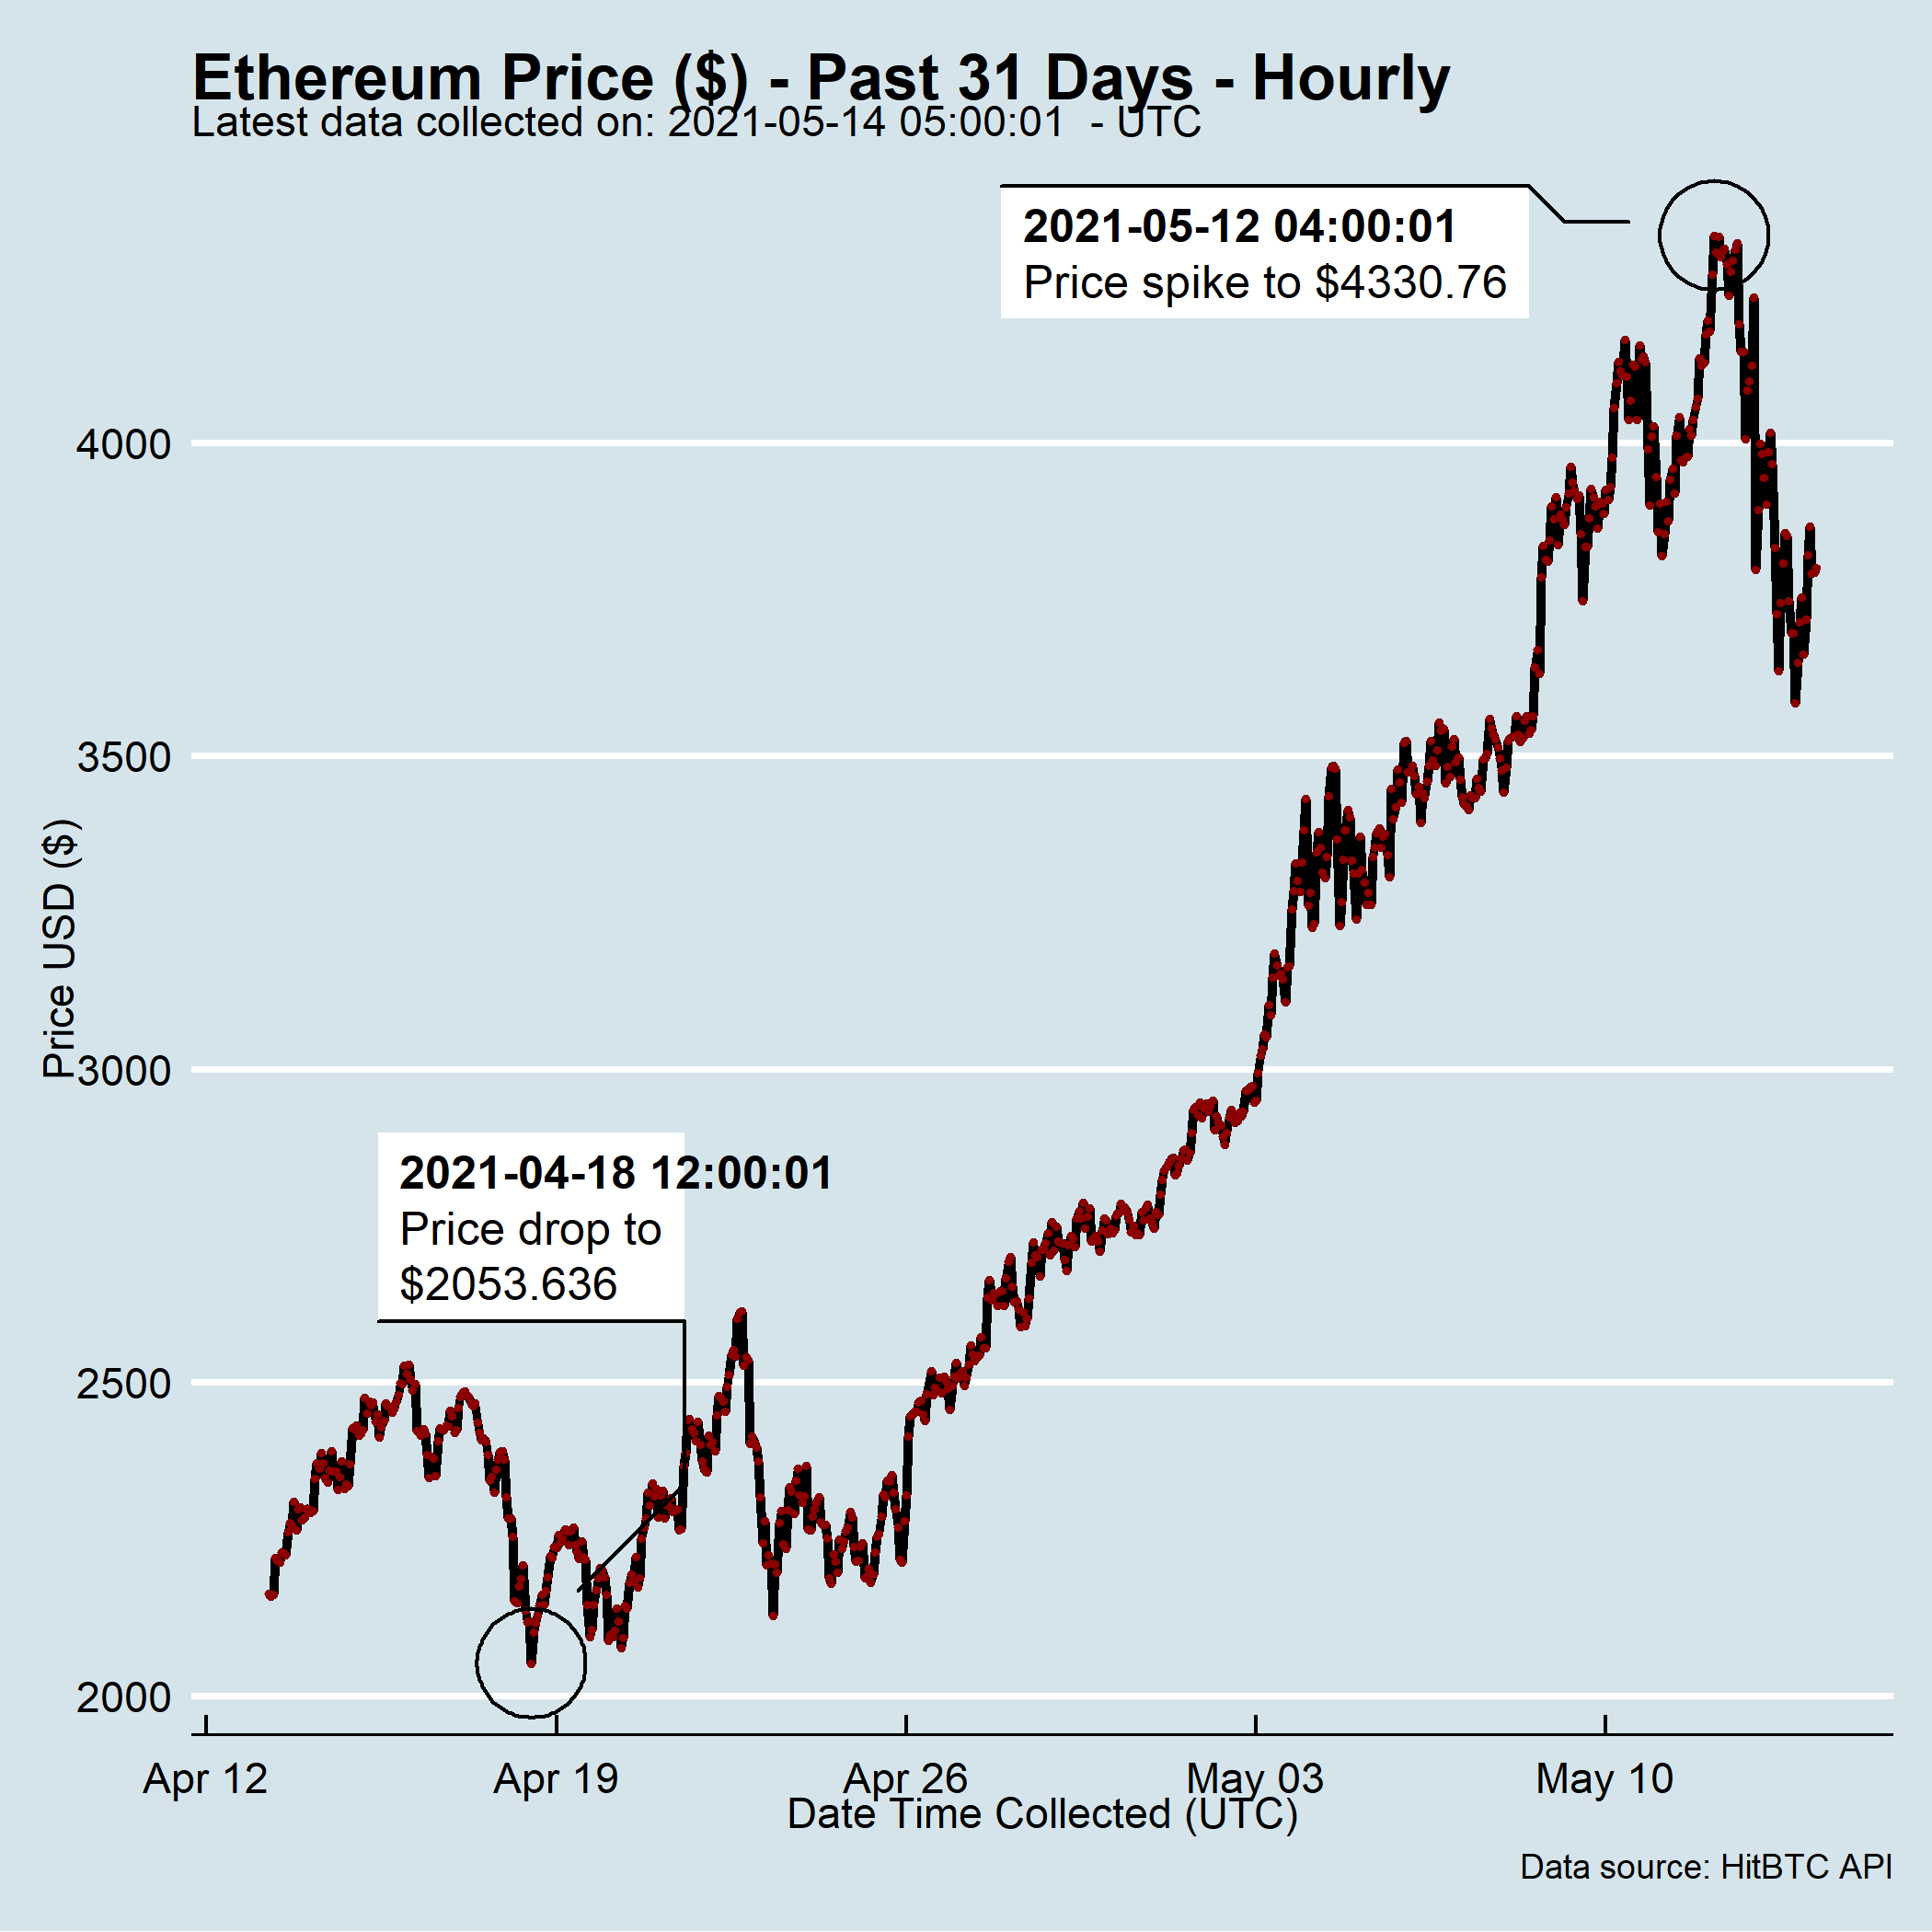 Ethereum Price ($) - Past 31 Days - Hourly
Latest data collected on: 2021-05-14 05:00:01  - UTC
2021-05-12 04:00:01
Price spike to $4330.76
4000
3500
Price USD ($)
3000
2021-04-18 12:00:01
Price drop to
$2053.636
2500
2000
Apr 12
Apr 19
Apr 26
May 03
May 10
Date Time Collected (UTC)
Data source: HitBTC API